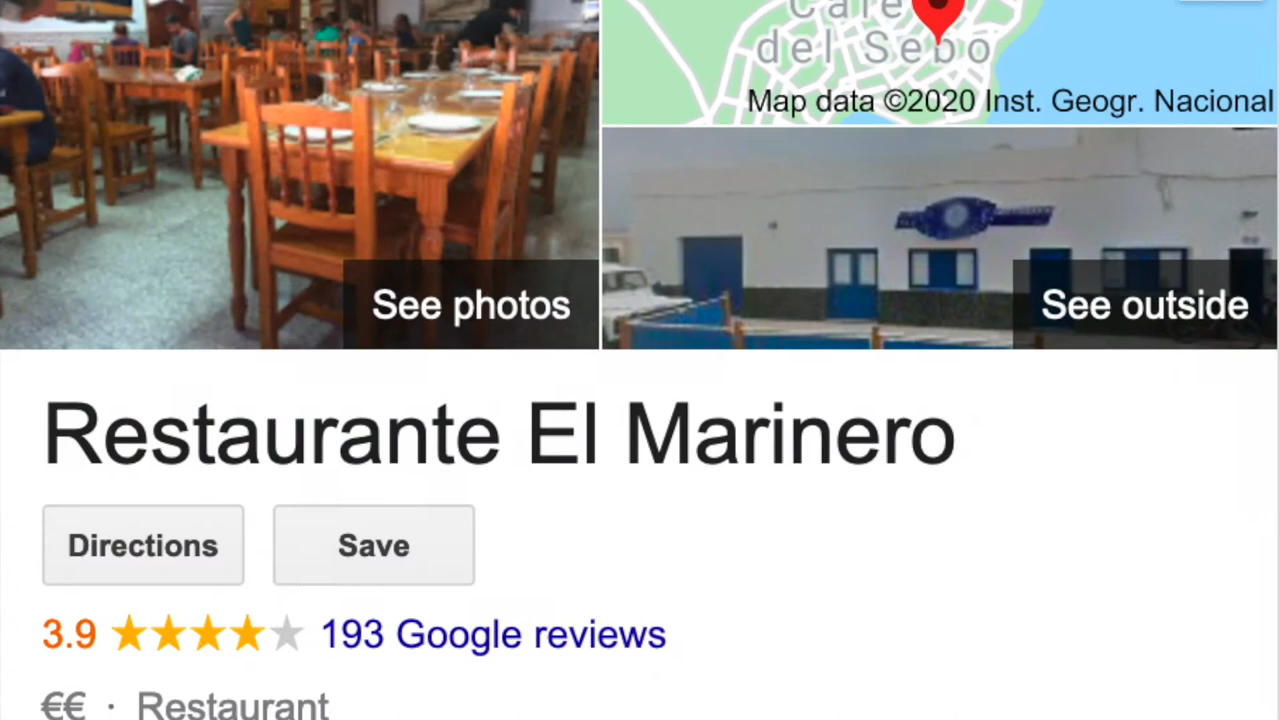 Cale
del Sebo
Map data ©2020 Inst. Geogr. Nacional
See photos
See outside
Restaurante El Marinero
Directions
Save
3.9 193 Google reviews
€€ · Restaurant